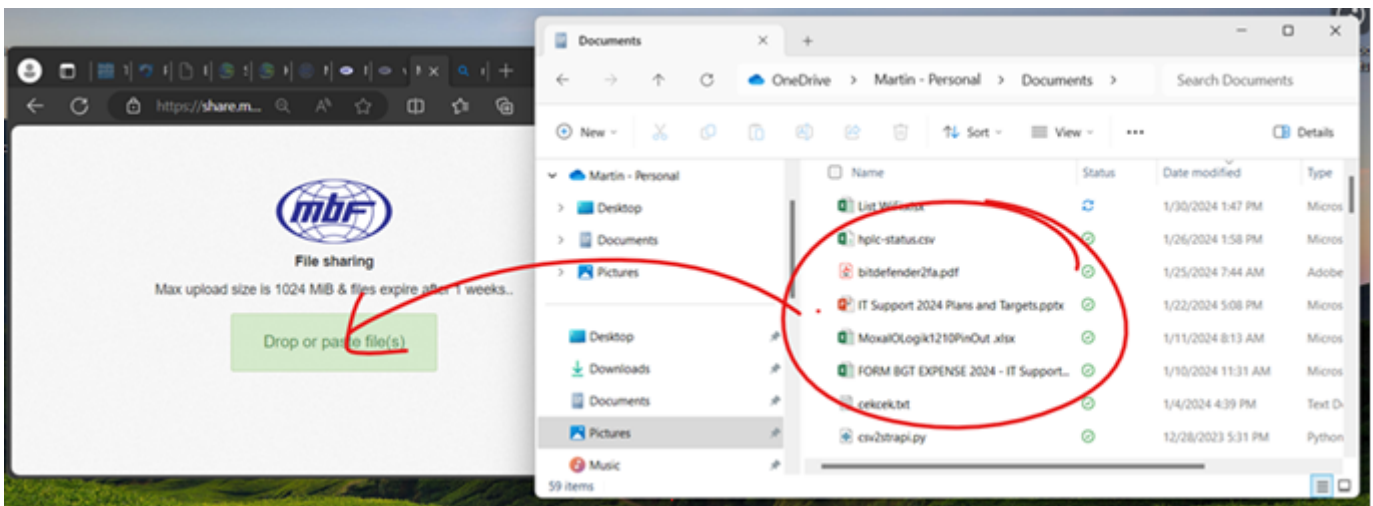 Documents
https://share.m...
OneDrive > Martin - Personal > Documents >
Search Documents
New
Sort
View
Details
mbf
File sharing
Max upload size is 1024 MiB & files expire after 1 weeks..
Drop or paste file(s)
Martin - Personal
Desktop
Documents
Pictures
Desktop
Downloads
Documents
Pictures
Music
59 items
Name Status Date modified Type
1/30/2024 1:47 PM Micros
hplc-status.csv 1/26/2024 1:58 PM Micros
bitdefender2fa.pdf 1/25/2024 7:44 AM Adobe
IT Support 2024 Plans and Targets.pptx 1/22/2024 5:08 PM Micros
MoxaIOLogik1210PinOut .xlsx 1/11/2024 8:13 AM Micros
FORM BGT EXPENSE 2024 - IT Support... 1/10/2024 11:31 AM Micros
cekcek.txt 1/4/2024 4:39 PM Text D
csv2strapi.py 12/28/2023 5:31 PM Python